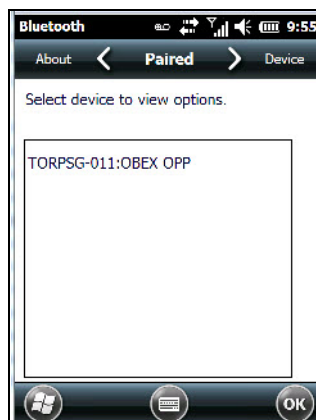 Bluetooth 9:55
About Paired Device
Select device to view options.
TORPSG-011:OBEX OPP
OK